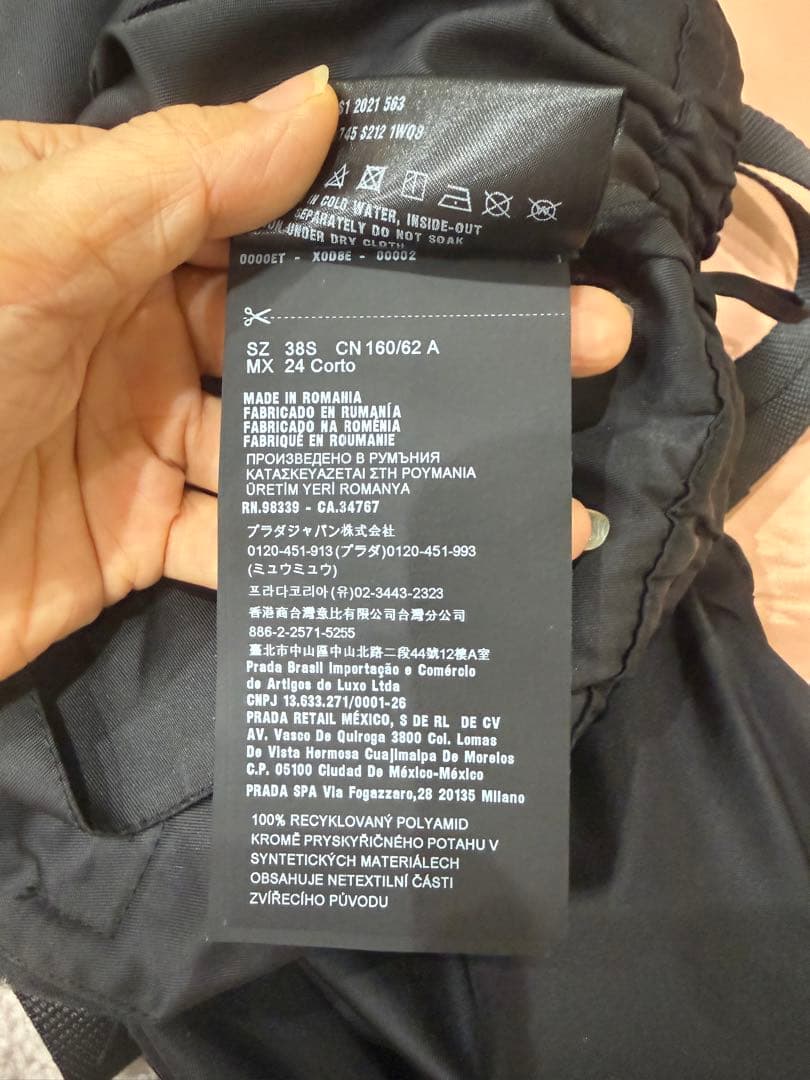 S1 2021 563
745 S212 1WQ8
IN COLD WATER, INSIDE-OUT
SEPARATELY DO NOT SOAK
UNDER DRY CLOTH
0000ET - X0D8E - 00002
SZ 38S CN 160/62 A
MX 24 Corto
MADE IN ROMANIA
FABRICADO EN RUMANÍA
FABRICADO NA ROMÊNIA
FABRIQUÉ EN ROUMANIE
ПРОИЗВЕДЕНО В РУМЪНИЯ
ΚΑΤΑΣΚΕΥΑΖΕΤΑΙ ΣΤΗ ΡΟΥΜΑΝΙΑ
ÜRETİM YERİ ROMANYA
RN.98339 - CA.34767
プラダジャパン株式会社
0120-451-913(プラダ)0120-451-993
(ミュウミュウ)
프라다코리아(유)02-3443-2323
香港商台灣意比有限公司台灣分公司
886-2-2571-5255
臺北市中山區中山北路二段44號12樓A室
Prada Brasil Importação e Comércio
de Artigos de Luxo Ltda
CNPJ 13.633.271/0001-26
PRADA RETAIL MÉXICO, S DE RL DE CV
AV. Vasco De Quiroga 3800 Col. Lomas
De Vista Hermosa Cuajimalpa De Morelos
C.P. 05100 Ciudad De México-México
PRADA SPA Via Fogazzaro,28 20135 Milano
100% RECYKLOVANÝ POLYAMID
KROMĚ PRYSKYŘIČNÉHO POTAHU V
SYNTETICKÝCH MATERIÁLECH
OBSAHUJE NETEXTILNÍ ČÁSTI
ZVÍŘECÍHO PŮVODU